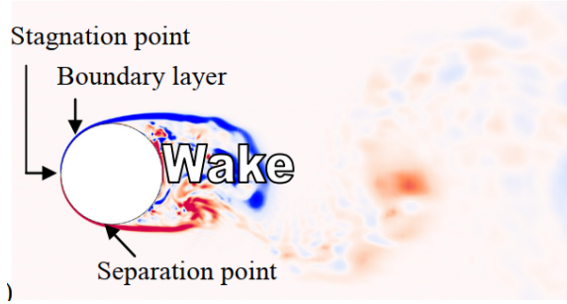 Stagnation point
Boundary layer
Wake
Separation point
)